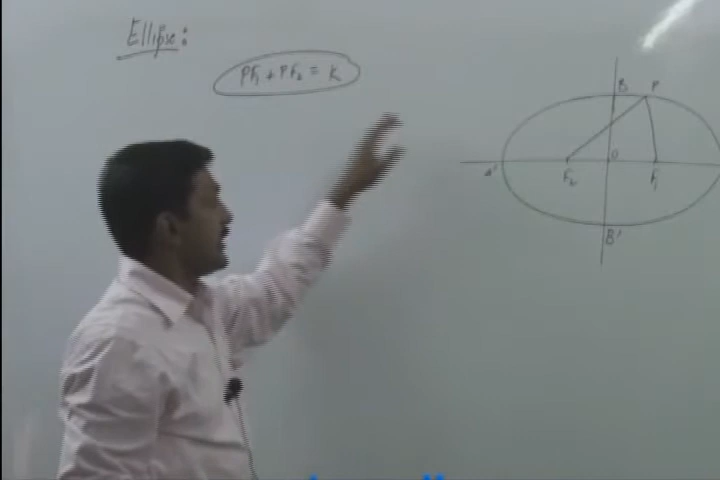 Ellipse:
PF₁ + PF₂ = K
B P
A' F₂ O F₁
B'